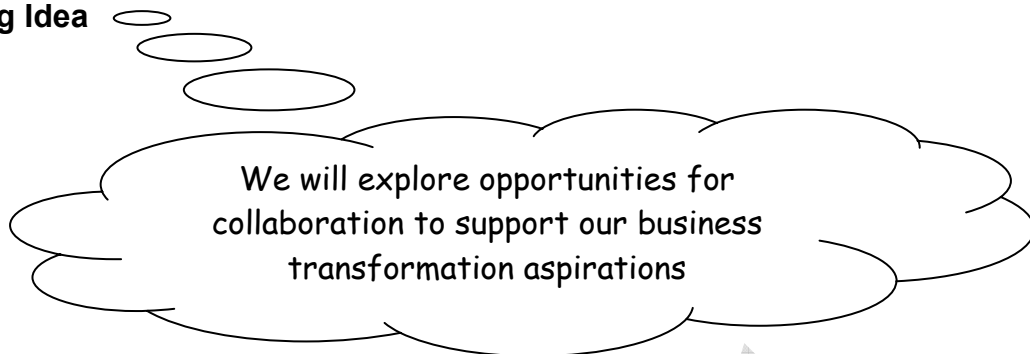 g Idea
We will explore opportunities for
collaboration to support our business
transformation aspirations